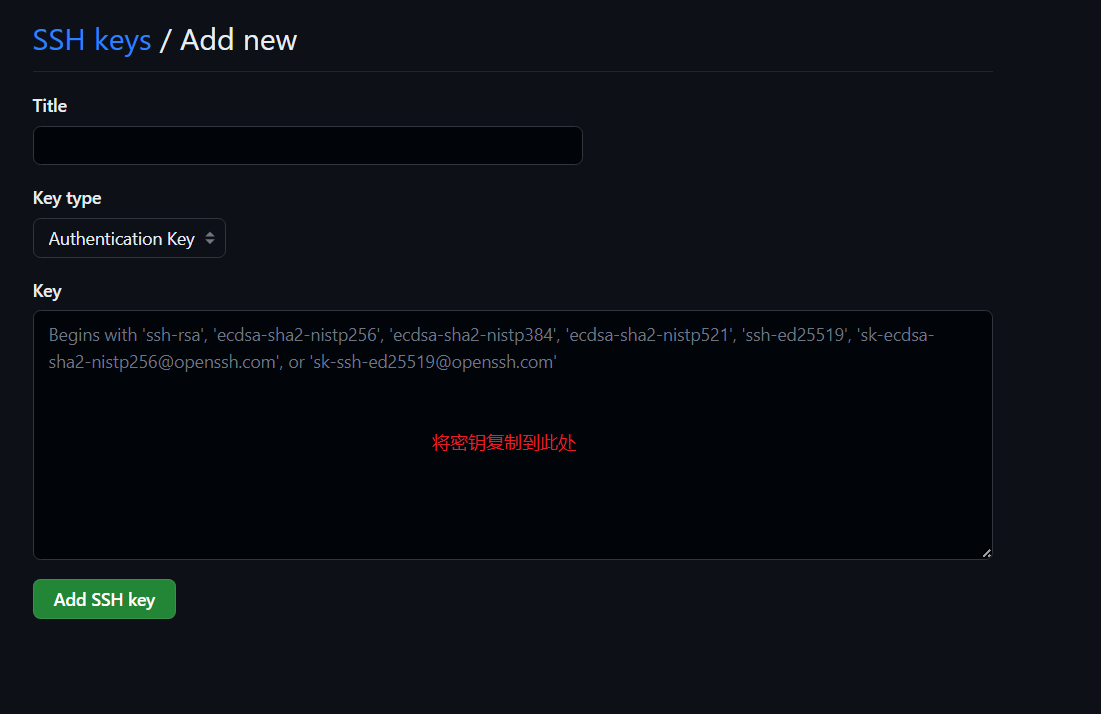 SSH keys / Add new
Title
Key type
Authentication Key
Key
Begins with 'ssh-rsa', 'ecdsa-sha2-nistp256', 'ecdsa-sha2-nistp384', 'ecdsa-sha2-nistp521', 'ssh-ed25519', 'sk-ecdsa-
sha2-nistp256@openssh.com', or 'sk-ssh-ed25519@openssh.com'
将密钥复制到此处
Add SSH key